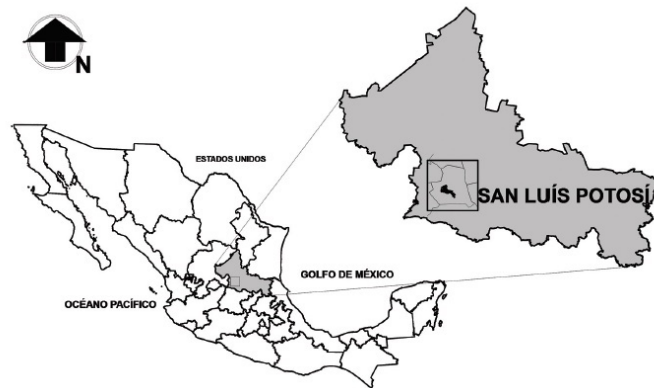 N
ESTADOS UNIDOS
SAN LUÍS POTOSÍ
GOLFO DE MÉXICO
OCÉANO PACÍFICO